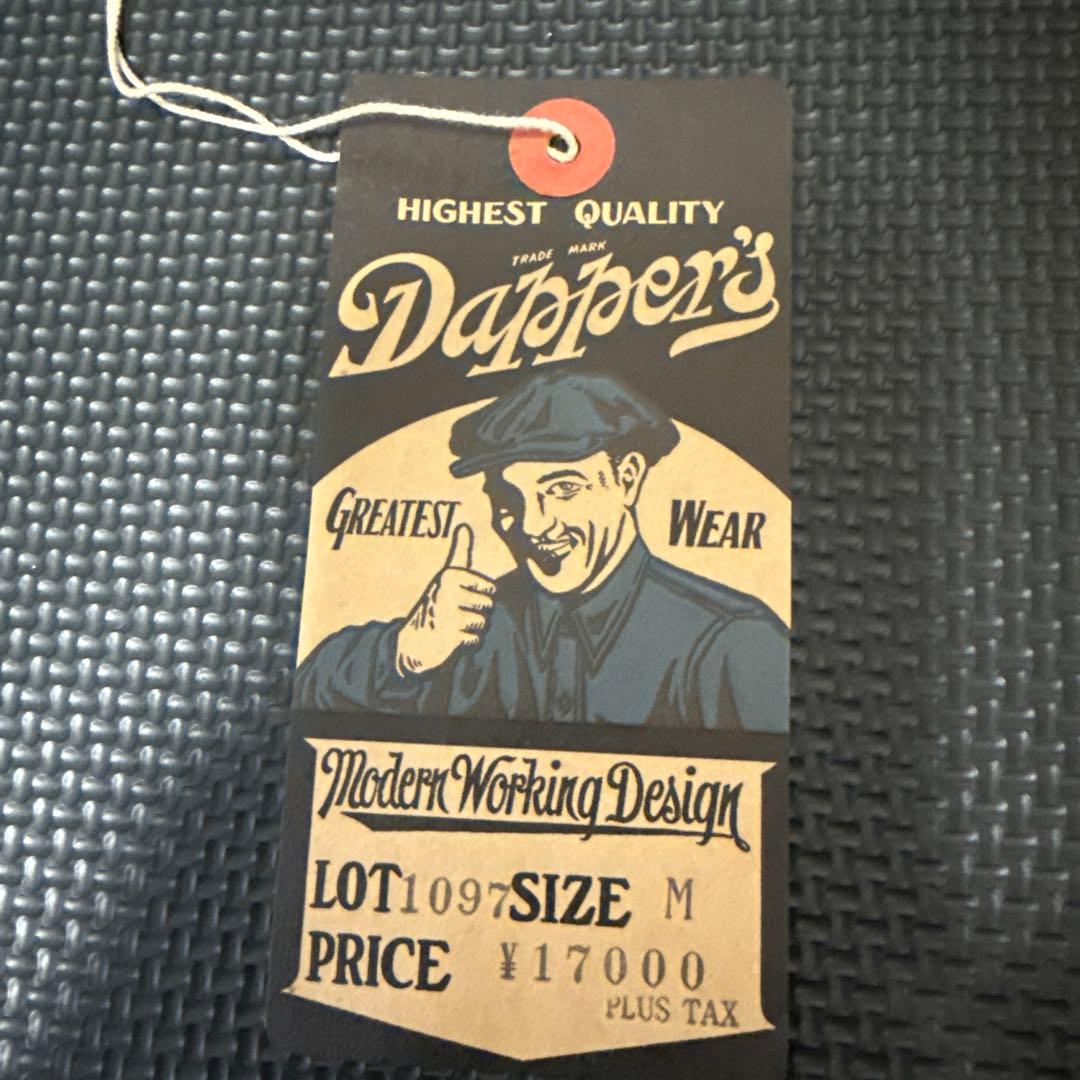 HIGHEST QUALITY
TRADE MARK
Dapper's
GREATEST WEAR
Modern Working Design
LOT 1097 SIZE M
PRICE ¥17000
PLUS TAX